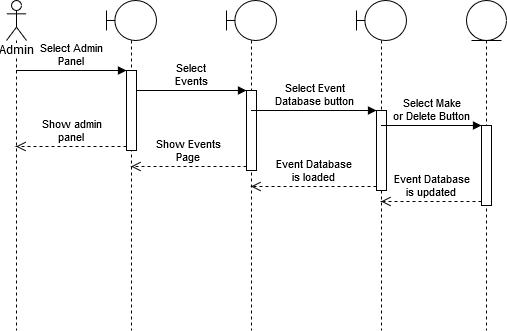 Admin
Select Admin
Panel
Select
Events
Select Event
Database button
Select Make
or Delete Button
Show admin
panel
Show Events
Page
Event Database
is loaded
Event Database
is updated